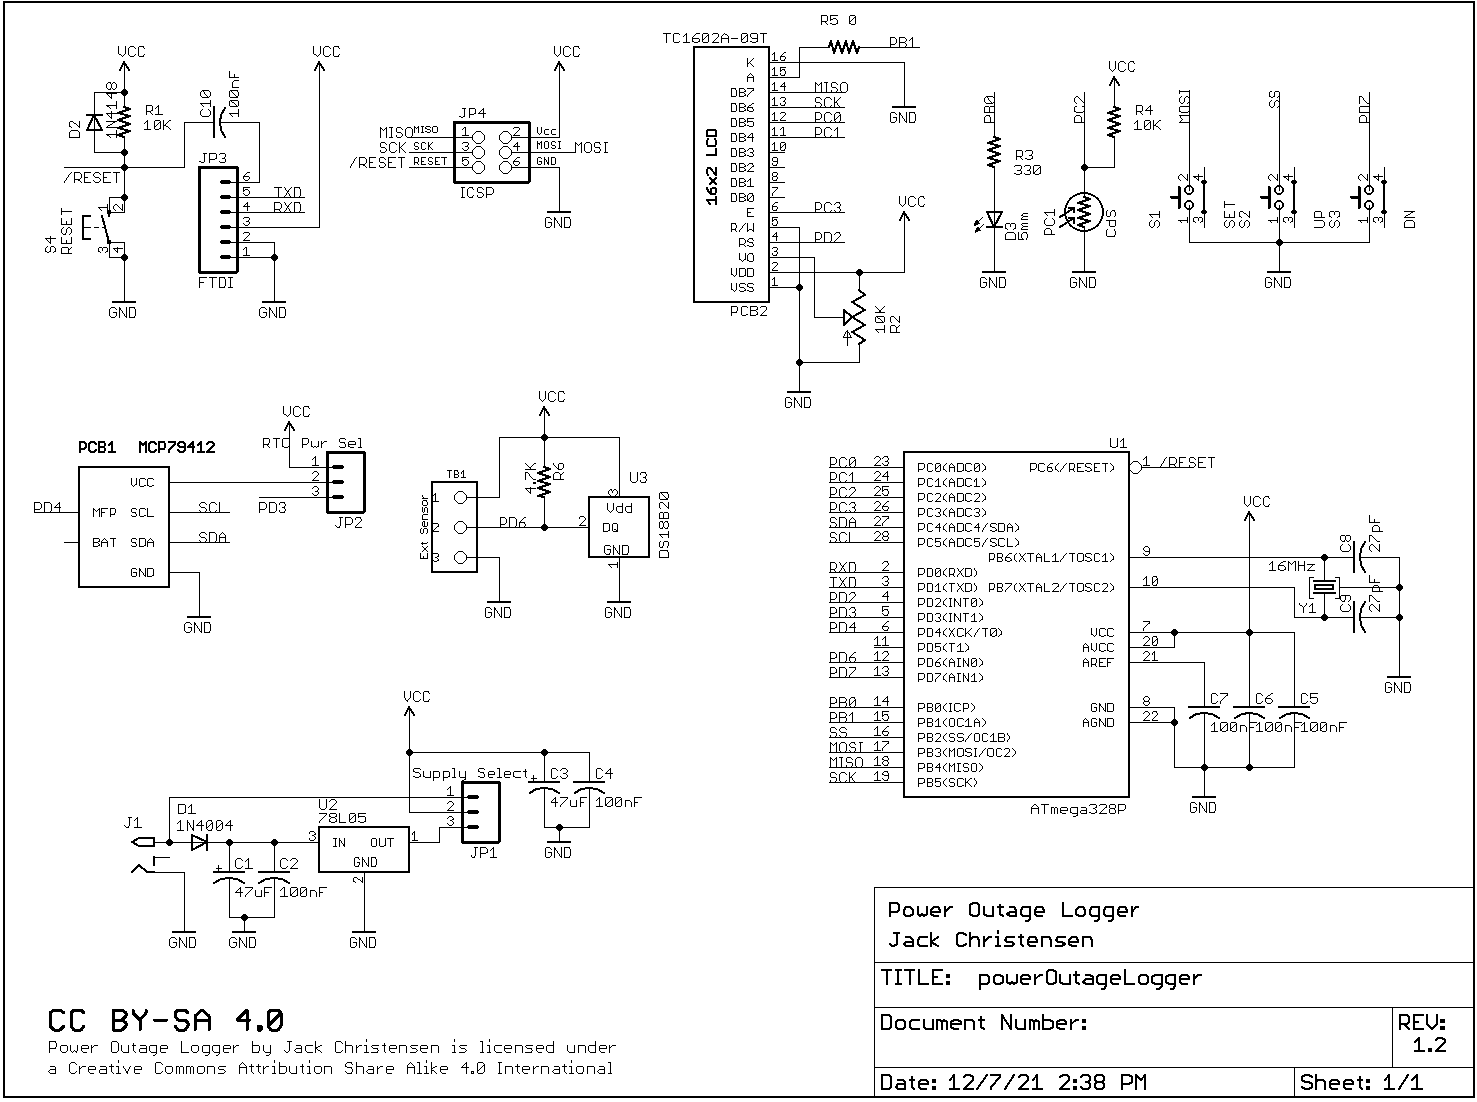 VCC
D2
1N4148
R1
10K
C10
100nF
/RESET
S4
RESET
1
2
3
4
GND
JP3
6
5 TXD
4 RXD
3
2
1
FTDI
GND
VCC
JP4
VCC
MISO MISO 1 2 Vcc
SCK SCK 3 4 MOSI MOSI
/RESET RESET 5 6 GND
ICSP
GND
R5 0
TC1602A-09T
PB1
16x2 LCD
K 16
A 15
DB7 14 MISO
DB6 13 SCK
DB5 12 PC0
DB4 11 PC1
DB3 10
DB2 9
DB1 8
DB0 7
E 6 PC3
R/W 5
RS 4 PD2
VO 3
VDD 2
VSS 1
PCB2
GND
VCC
10K
R2
GND
PB0
R3
330
D3
5mm
GND
PC2
VCC
R4
10K
PC1
CdS
GND
MOSI
2 4
1 3
S1
SET
SS
2 4
1 3
S2
UP
PD7
2 4
1 3
S3
DN
GND
PCB1 MCP79412
VCC
PD4 MFP SCL SCL
BAT SDA SDA
GND
GND
VCC
RTC Pwr Sel
1
2
3
PD3
JP2
VCC
TB1
Ext Sensor
1
2 PD6
3
4.7K
R6
U3
3
Vdd
2 DQ
GND
1
DS18B20
GND
GND
U1
PC0 23 PC0(ADC0) PC6(/RESET) 1 /RESET
PC1 24 PC1(ADC1)
PC2 25 PC2(ADC2)
PC3 26 PC3(ADC3)
SDA 27 PC4(ADC4/SDA)
SCL 28 PC5(ADC5/SCL)
PB6(XTAL1/TOSC1) 9
RXD 2 PD0(RXD)
TXD 3 PD1(TXD) PB7(XTAL2/TOSC2) 10
PD2 4 PD2(INT0)
PD3 5 PD3(INT1)
PD4 6 PD4(XCK/T0) VCC 7
11 PD5(T1) AVCC 20
PD6 12 PD6(AIN0) AREF 21
PD7 13 PD7(AIN1)
PB0 14 PB0(ICP) GND 8
PB1 15 PB1(OC1A) AGND 22
SS 16 PB2(SS/OC1B)
MOSI 17 PB3(MOSI/OC2)
MISO 18 PB4(MISO)
SCK 19 PB5(SCK)
ATmega328P
VCC
16MHz
Y1
C8
27pF
C9
27pF
GND
C7
100nF
C6
100nF
C5
100nF
GND
VCC
Supply Select
1
2
3
JP1
C3
47uF
C4
100nF
GND
J1
D1
1N4004
C1
47uF
C2
100nF
U2
78L05
3 IN OUT 1
GND
2
GND
GND
GND
Power Outage Logger
Jack Christensen
TITLE: powerOutageLogger
Document Number:
REV:
1.2
Date: 12/7/21 2:38 PM
Sheet: 1/1
CC BY-SA 4.0
Power Outage Logger by Jack Christensen is licensed under
a Creative Commons Attribution Share Alike 4.0 International